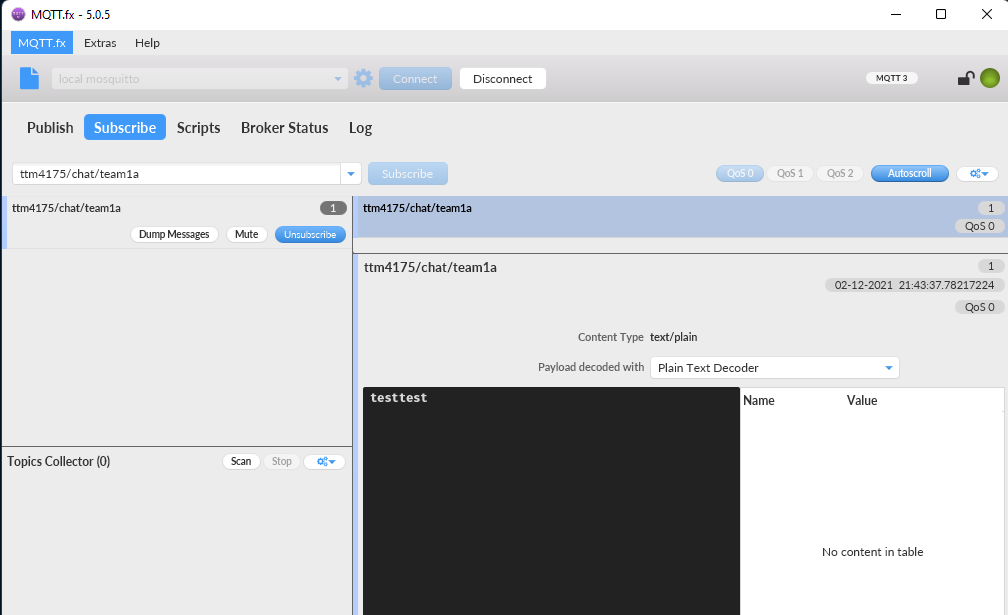 MQTT.fx - 5.0.5
MQTT.fx Extras Help
local mosquitto Connect Disconnect MQTT 3
Publish Subscribe Scripts Broker Status Log
ttm4175/chat/team1a Subscribe QoS 0 QoS 1 QoS 2 Autoscroll
ttm4175/chat/team1a 1
Dump Messages Mute Unsubscribe
ttm4175/chat/team1a 1
QoS 0
ttm4175/chat/team1a 1
02-12-2021 21:43:37.78217224
QoS 0
Content Type text/plain
Payload decoded with Plain Text Decoder
testtest
Name Value
No content in table
Topics Collector (0) Scan Stop